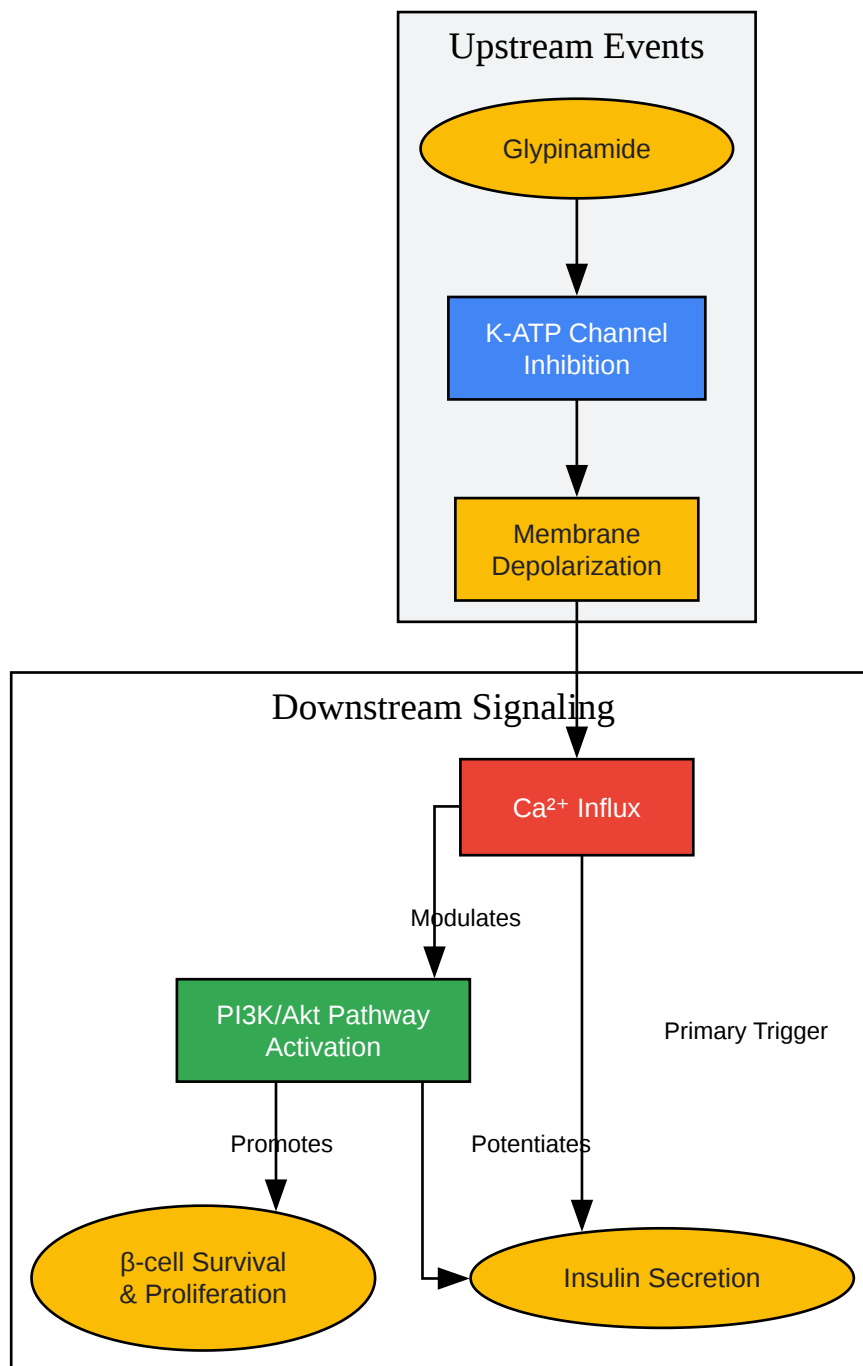 Upstream Events
Glypinamide
K-ATP Channel
Inhibition
Membrane
Depolarization
Downstream Signaling
Ca²⁺ Influx
Modulates
PI3K/Akt Pathway
Activation
Primary Trigger
Promotes
Potentiates
β-cell Survival
& Proliferation
Insulin Secretion